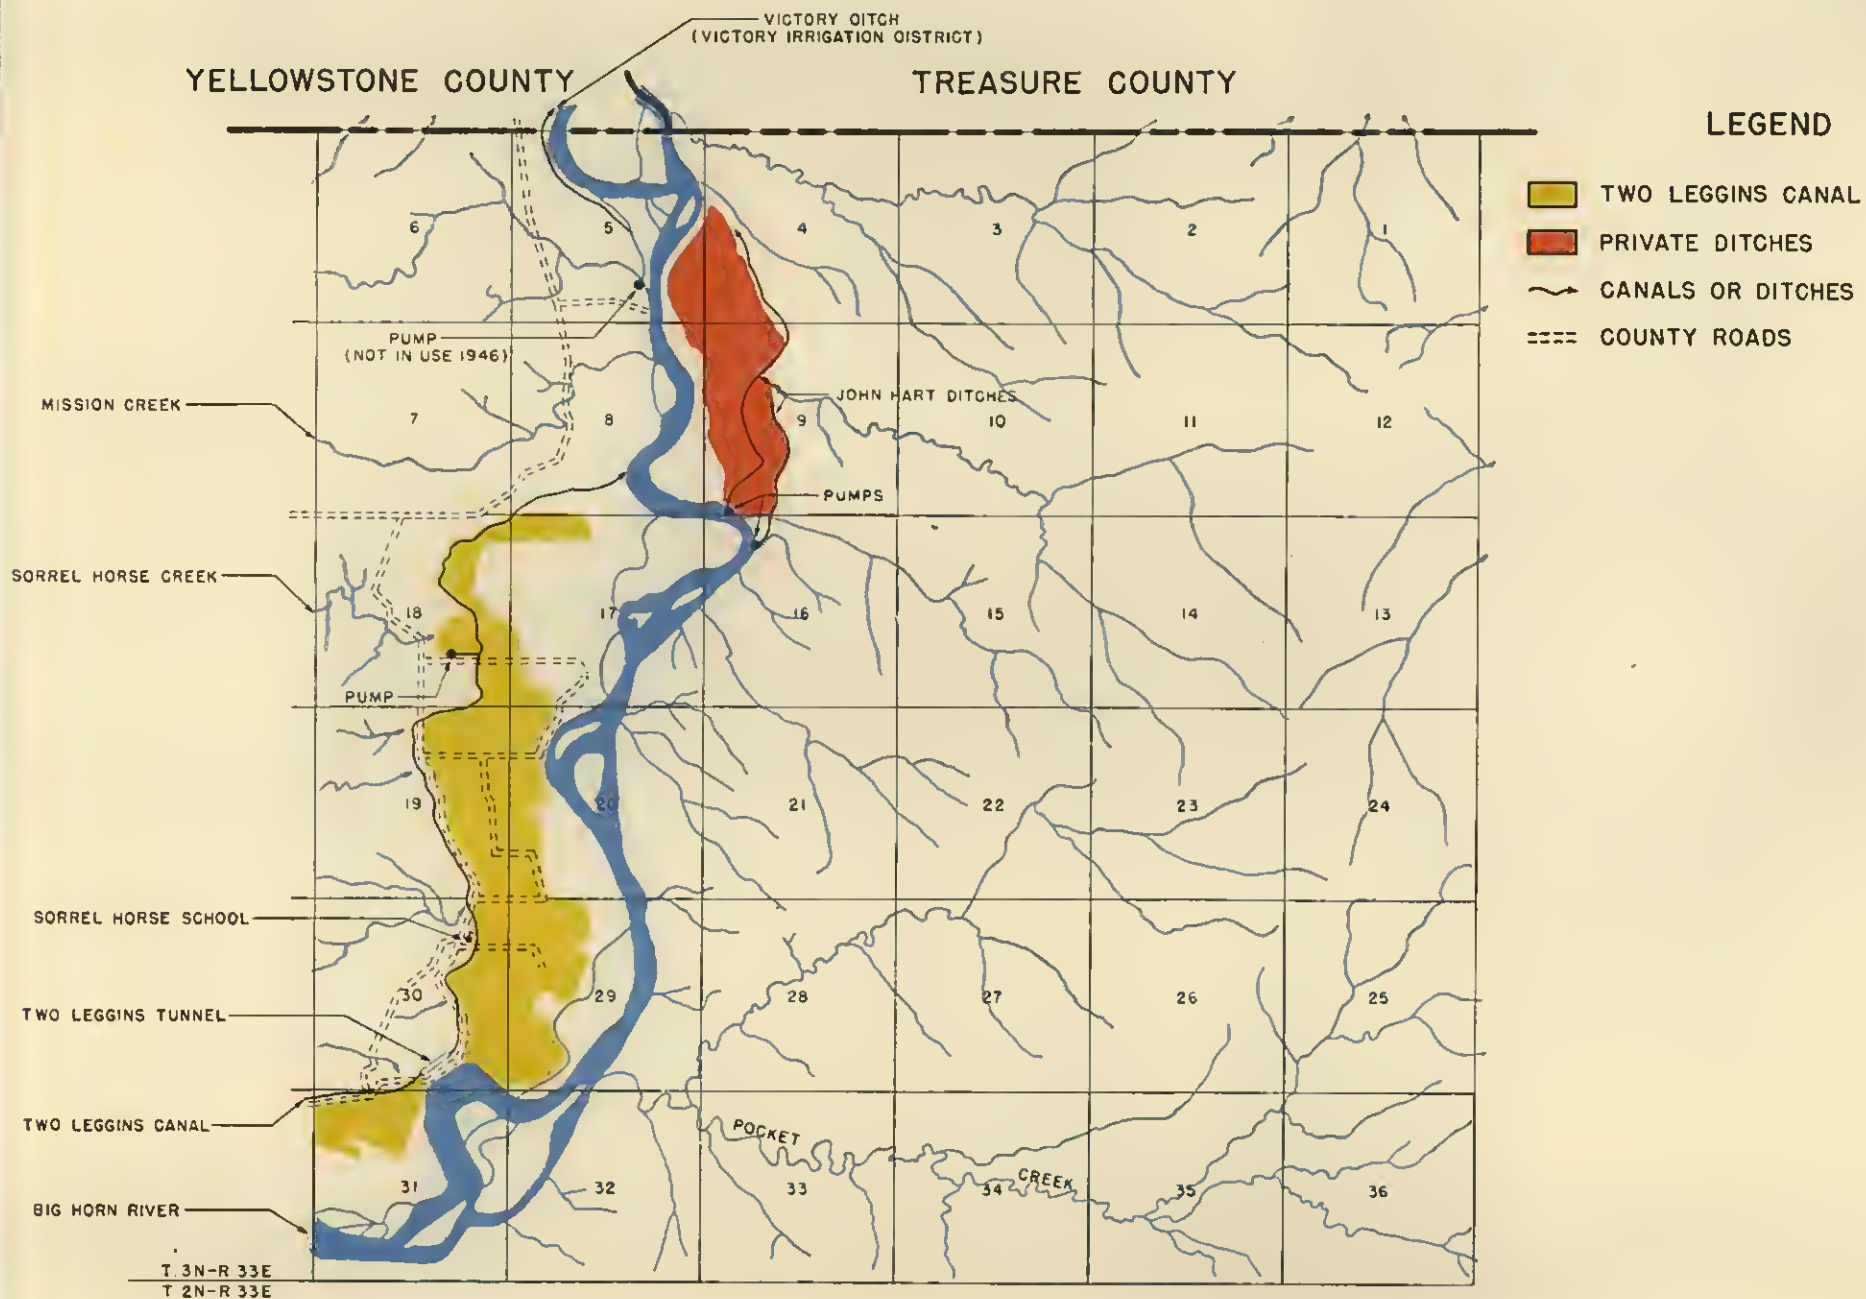 VICTORY OITCH
(VICTORY IRRIGATION OISTRICT)
YELLOWSTONE COUNTY
TREASURE COUNTY
LEGEND
TWO LEGGINS CANAL
PRIVATE DITCHES
CANALS OR DITCHES
COUNTY ROADS
6
5
4
3
2
1
PUMP
(NOT IN USE 1946)
MISSION CREEK
JOHN HART DITCHES
7
8
9
10
11
12
PUMPS
SORREL HORSE CREEK
18
17
16
15
14
13
PUMP
19
20
21
22
23
24
SORREL HORSE SCHOOL
30
29
28
27
26
25
TWO LEGGINS TUNNEL
TWO LEGGINS CANAL
POCKET
CREEK
31
32
33
34
35
36
BIG HORN RIVER
T. 3N-R 33E
T 2N-R 33E